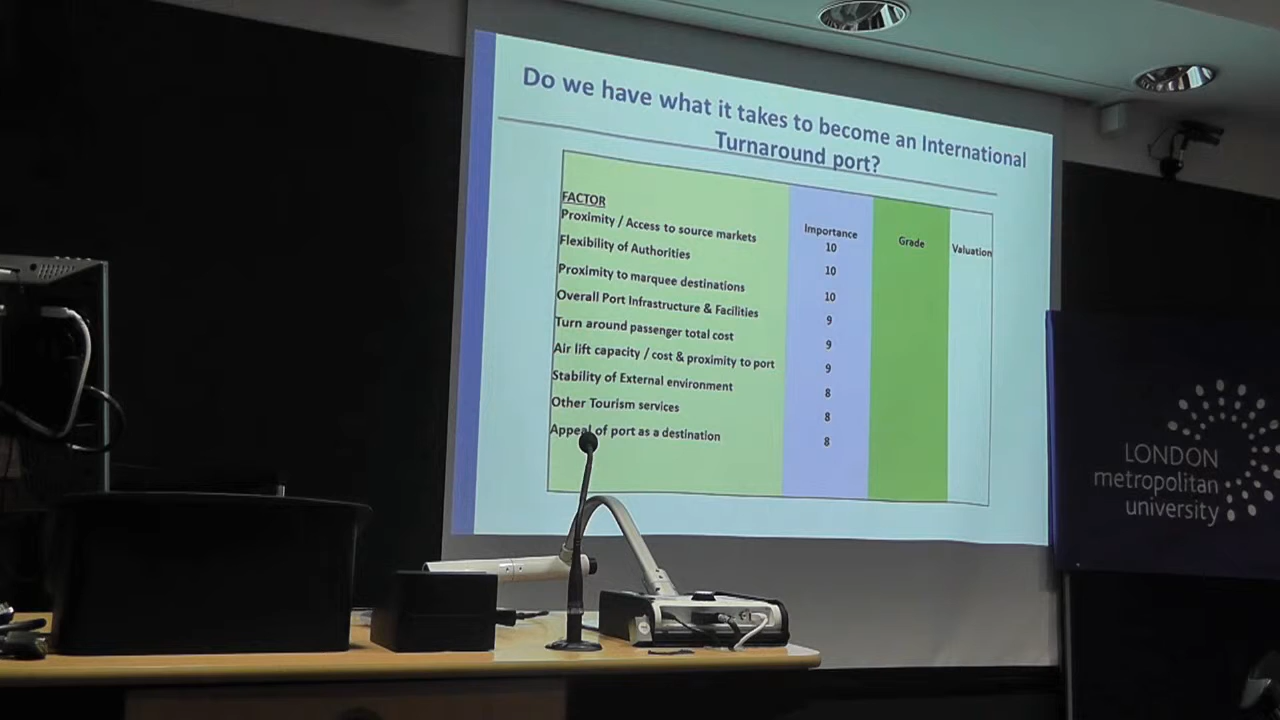 Do we have what it takes to become an International
Turnaround port?
FACTOR
Importance
Grade
Valuation
Proximity / Access to source markets
10
Flexibility of Authorities
10
Proximity to marquee destinations
10
Overall Port Infrastructure & Facilities
9
Turn around passenger total cost
9
Air lift capacity / cost & proximity to port
9
Stability of External environment
8
Other Tourism services
8
Appeal of port as a destination
8
LONDON
metropolitan
university